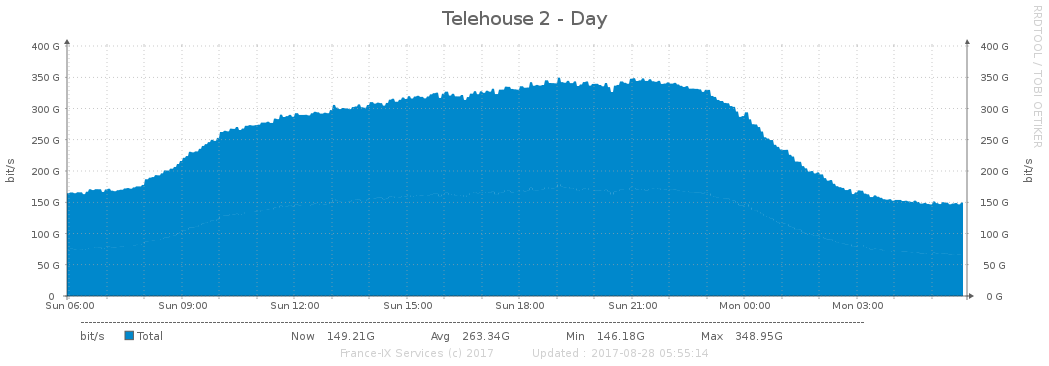 Telehouse 2 - Day
RRDTOOL / TOBI OETIKER
bit/s
400 G 400 G
350 G 350 G
300 G 300 G
250 G 250 G
200 G 200 G
150 G 150 G
100 G 100 G
50 G 50 G
0 0 G
bit/s
Sun 06:00 Sun 09:00 Sun 12:00 Sun 15:00 Sun 18:00 Sun 21:00 Mon 00:00 Mon 03:00
bit/s Total Now 149.21G Avg 263.34G Min 146.18G Max 348.95G
France-IX Services (c) 2017 Updated : 2017-08-28 05:55:14